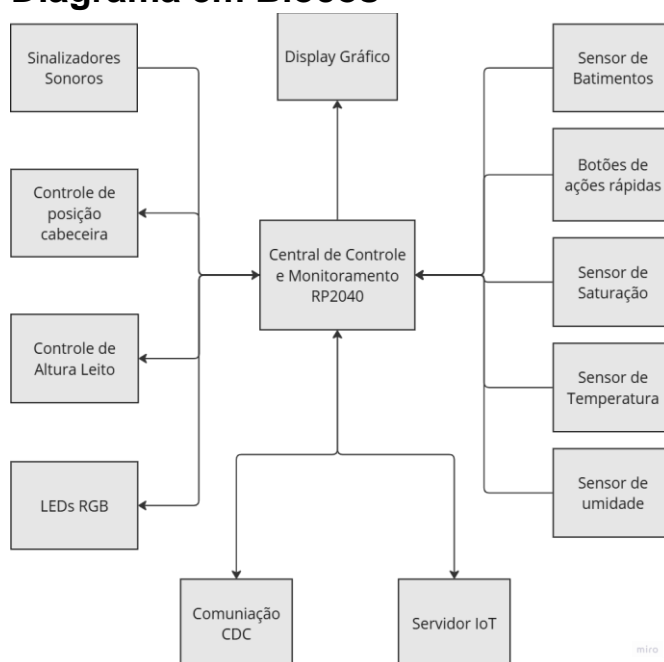 Diagrama em Blocos
Sinalizadores
Sonoros
Display Gráfico
Sensor de
Batimentos
Controle de
posição
cabeceira
Botões de
ações rápidas
Central de Controle
e Monitoramento
RP2040
Sensor de
Saturação
Controle de
Altura Leito
Sensor de
Temperatura
LEDs RGB
Sensor de
umidade
Comuniação
CDC
Servidor IoT
miro